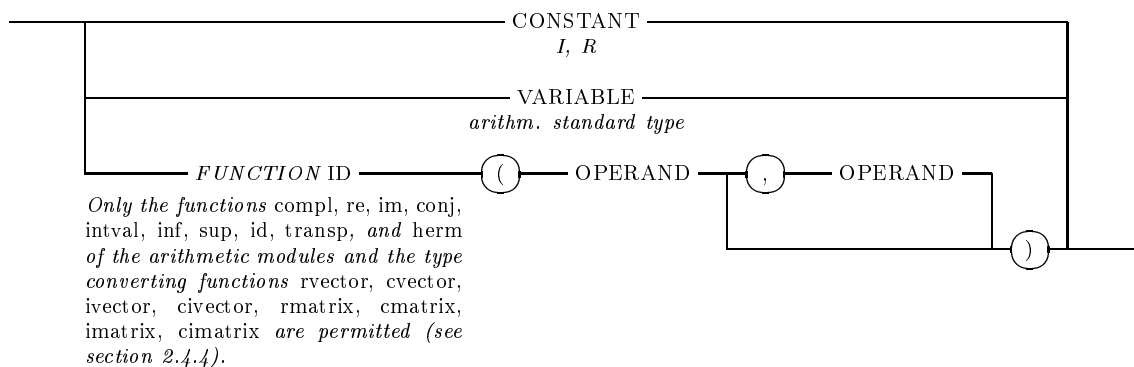 CONSTANT
I, R
VARIABLE
arithm. standard type
FUNCTION ID ( OPERAND , OPERAND
Only the functions compl, re, im, conj,
intval, inf, sup, id, transp, and herm
of the arithmetic modules and the type
converting functions rvector, cvector,
ivector, civector, rmatrix, cmatrix,
imatrix, cimatrix are permitted (see
section 2.4.4).
)